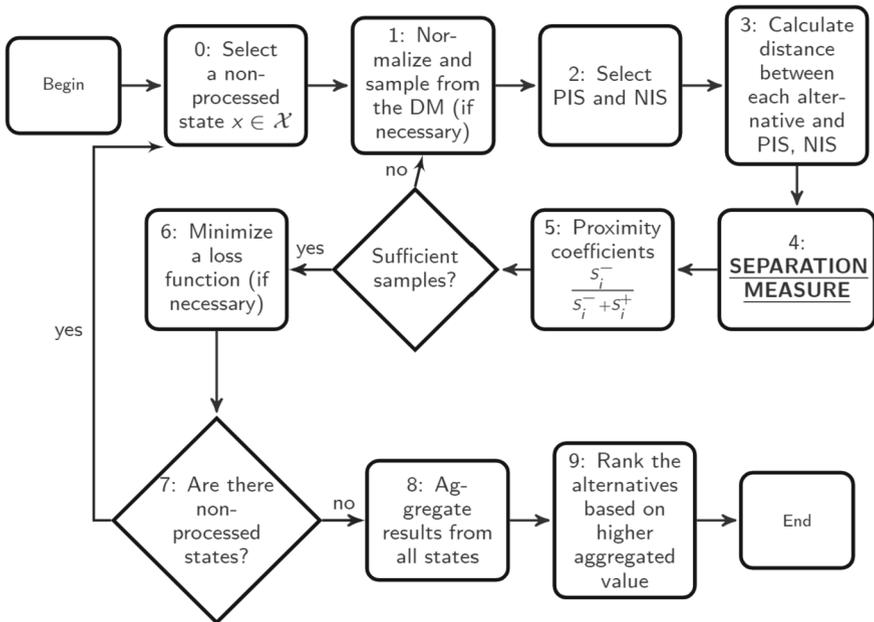 Begin
0: Select
a non-
processed
state x ∈ 𝒳
1: Nor-
malize and
sample from
the DM (if
necessary)
2: Select
PIS and NIS
3: Calculate
distance
between
each alter-
native and
PIS, NIS
no
6: Minimize
a loss
function (if
necessary)
yes
Sufficient
samples?
5: Proximity
coefficients
S_i^-
S_i^- + S_i^+
4:
SEPARATION
MEASURE
yes
7: Are there
non-
processed
states?
no
8: Ag-
gregate
results from
all states
9: Rank the
alternatives
based on
higher
aggregated
value
End